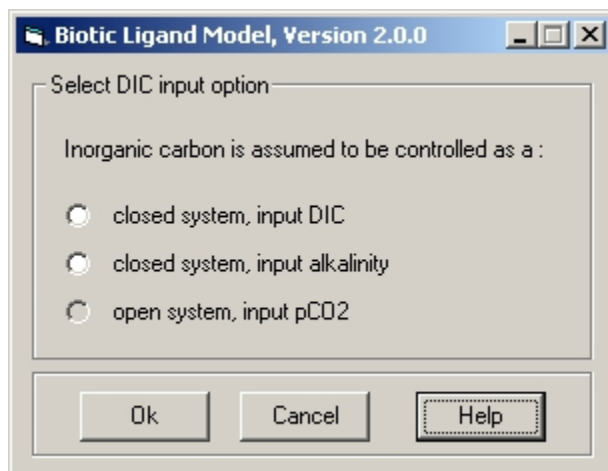 Biotic Ligand Model, Version 2.0.0
Select DIC input option
Inorganic carbon is assumed to be controlled as a :
closed system, input DIC
closed system, input alkalinity
open system, input pCO2
Ok Cancel Help